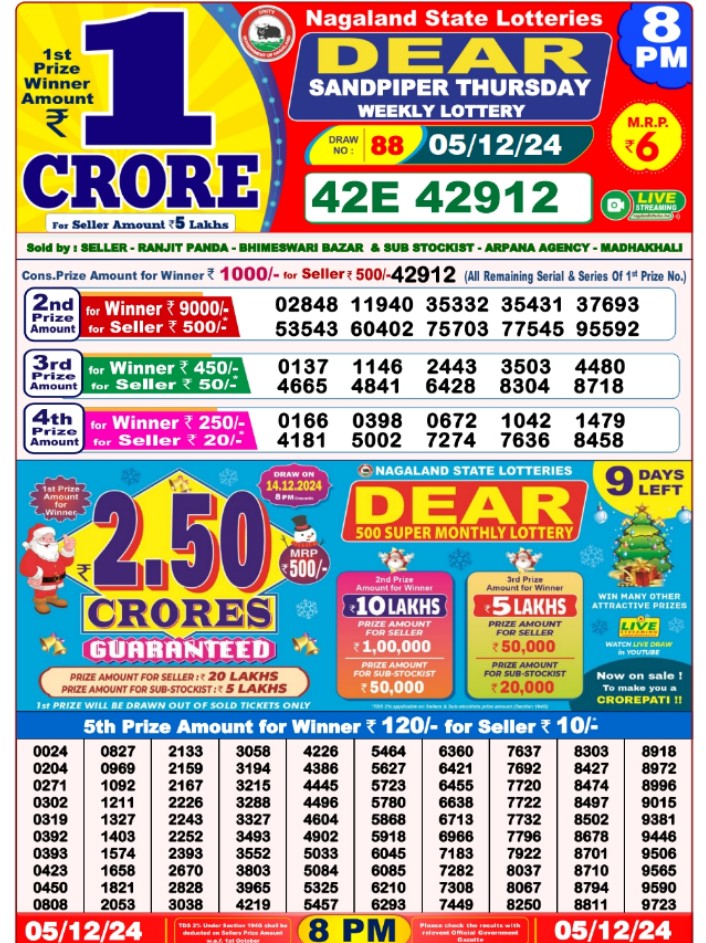 1st
Prize
Winner
Amount
₹
1
CRORE
For Seller Amount ₹5 Lakhs
Nagaland State Lotteries
8
PM
DEAR
SANDPIPER THURSDAY
WEEKLY LOTTERY
DRAW NO : 88 05/12/24
M.R.P.
₹6
42E 42912
LIVE
STREAMING
Sold by : SELLER - RANJIT PANDA - BHIMESWARI BAZAR & SUB STOCKIST - ARPANA AGENCY - MADHAKHALI
Cons.Prize Amount for Winner ₹ 1000/- for Seller ₹ 500/- 42912 (All Remaining Serial & Series Of 1st Prize No.)
2nd Prize Amount
for Winner ₹ 9000/-
for Seller ₹ 500/-*
02848 11940 35332 35431 37693
53543 60402 75703 77545 95592
3rd Prize Amount
for Winner ₹ 450/-
for Seller ₹ 50/-*
0137 1146 2443 3503 4480
4665 4841 6428 8304 8718
4th Prize Amount
for Winner ₹ 250/-
for Seller ₹ 20/-*
0166 0398 0672 1042 1479
4181 5002 7274 7636 8458
1st Prize
Amount
for
Winner
DRAW ON
14.12.2024
8 PM Onwards
₹2.50
CRORES
GUARANTEED
MRP
₹500/-
PRIZE AMOUNT FOR SELLER : ₹ 20 LAKHS
PRIZE AMOUNT FOR SUB-STOCKIST : ₹ 5 LAKHS
1st PRIZE WILL BE DRAWN OUT OF SOLD TICKETS ONLY
NAGALAND STATE LOTTERIES
DEAR
500 SUPER MONTHLY LOTTERY
9 DAYS LEFT
2nd Prize
Amount for Winner
₹10 LAKHS
PRIZE AMOUNT
FOR SELLER
₹ 1,00,000
PRIZE AMOUNT
FOR SUB-STOCKIST
₹ 50,000
3rd Prize
Amount for Winner
₹5 LAKHS
PRIZE AMOUNT
FOR SELLER
₹ 50,000
PRIZE AMOUNT
FOR SUB-STOCKIST
₹ 20,000
WIN MANY OTHER
ATTRACTIVE PRIZES
LIVE
STREAMING
WATCH LIVE DRAW
in YOUTUBE
Now on sale !
To make you a
CROREPATI !!
5th Prize Amount for Winner ₹ 120/- for Seller ₹ 10/-*
0024 0827 2133 3058 4226 5464 6360 7637 8303 8918
0204 0969 2159 3194 4386 5627 6421 7692 8427 8972
0271 1092 2167 3215 4445 5723 6455 7720 8474 8996
0302 1211 2226 3288 4496 5780 6638 7722 8497 9015
0319 1327 2243 3327 4604 5868 6713 7732 8502 9381
0392 1403 2252 3493 4902 5918 6966 7796 8678 9446
0393 1574 2393 3552 5033 6045 7183 7922 8701 9506
0423 1658 2670 3803 5084 6085 7282 8037 8710 9565
0450 1821 2828 3965 5325 6210 7308 8067 8794 9590
0808 2053 3038 4219 5457 6293 7449 8250 8811 9723
05/12/24
TDS 2% Under Section 194G shall be
deducted on Sellers Prize Amount
w.e.f. 1st October
8 PM
Please check the results with
relevent Official Government
Gazette
05/12/24